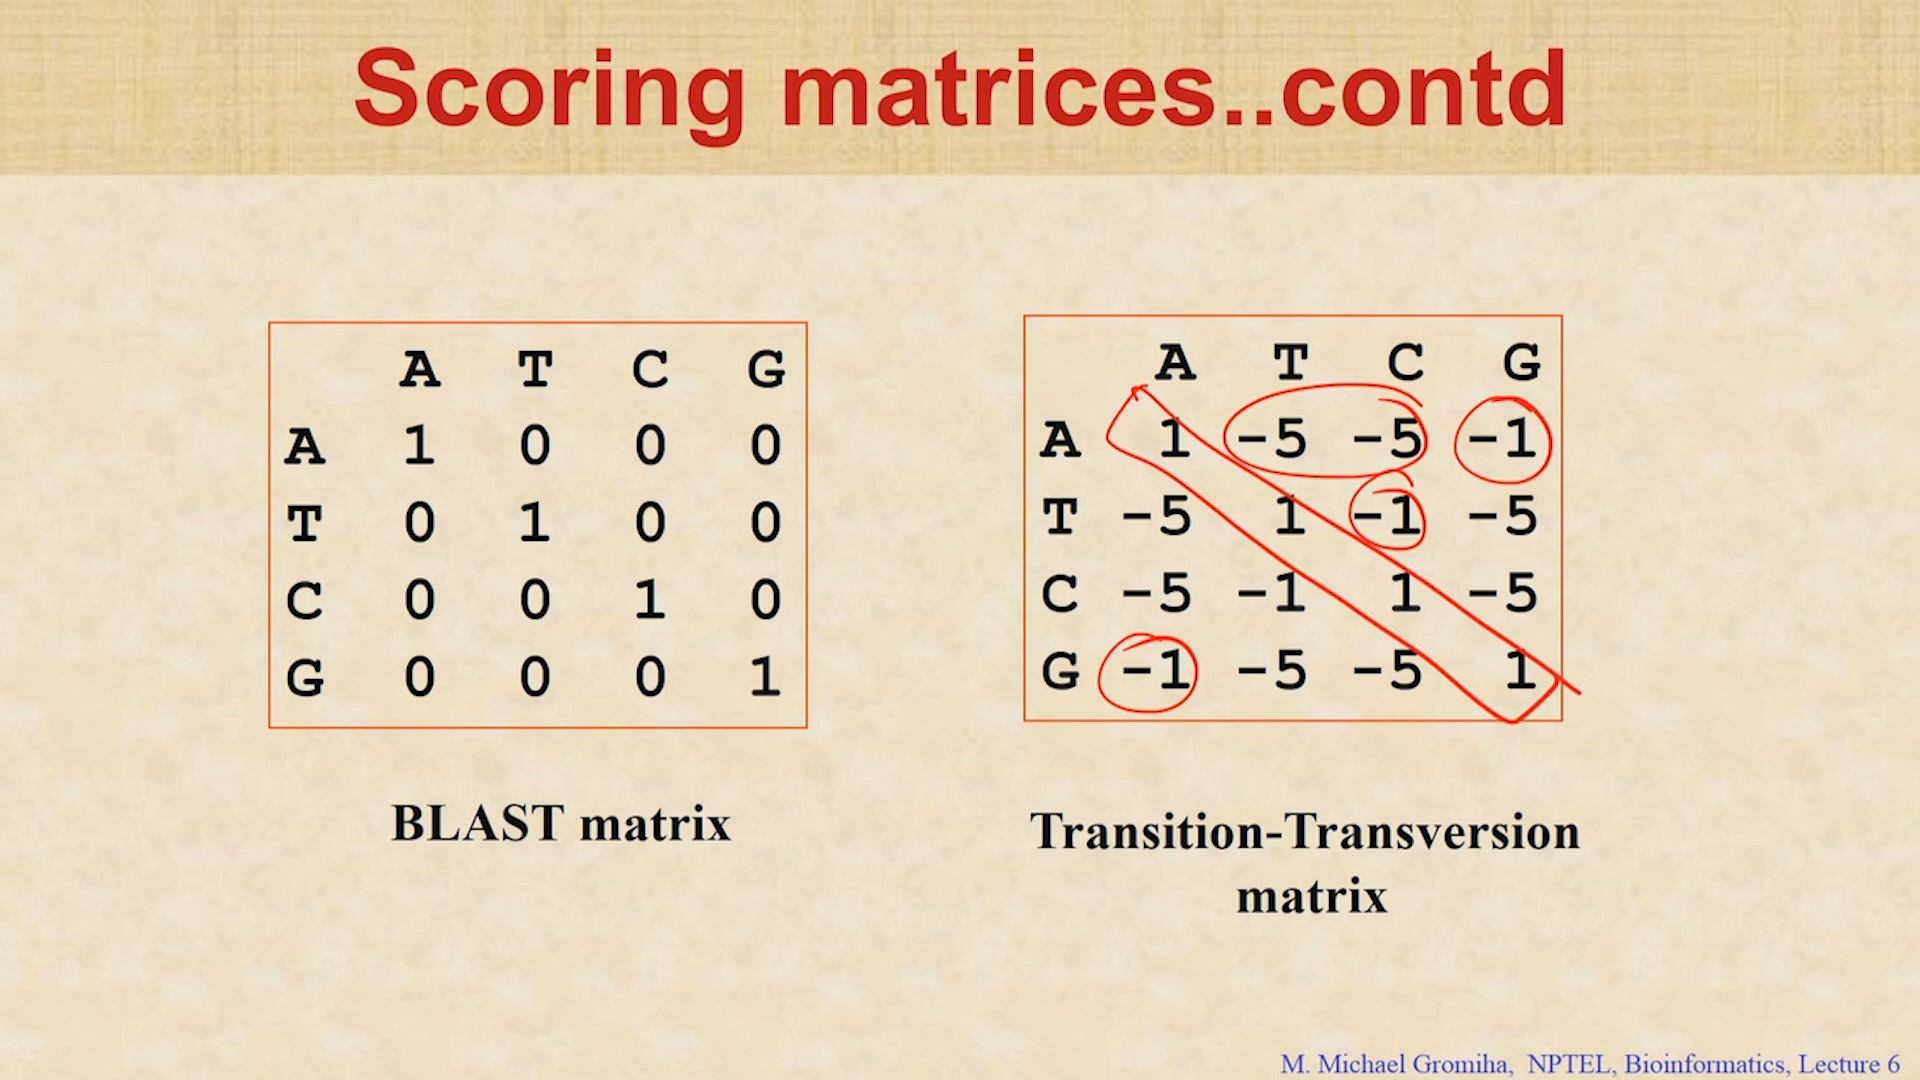 Scoring matrices..contd
A T C G
A 1 0 0 0
T 0 1 0 0
C 0 0 1 0
G 0 0 0 1
BLAST matrix
A T C G
A 1 -5 -5 -1
T -5 1 -1 -5
C -5 -1 1 -5
G -1 -5 -5 1
Transition-Transversion
matrix
M. Michael Gromiha, NPTEL, Bioinformatics, Lecture 6